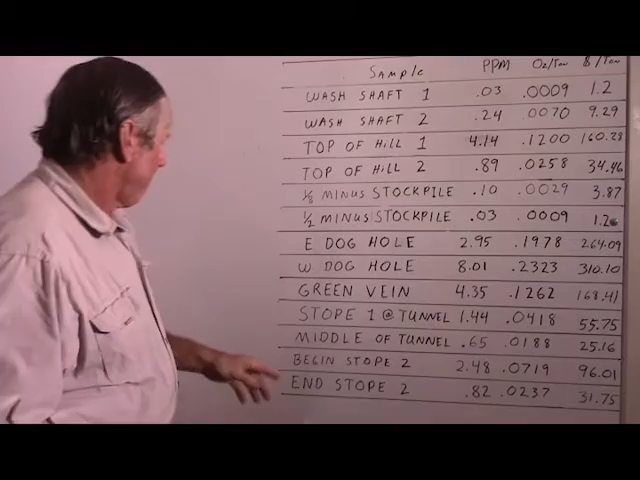 SAMPLE PPM OZ/TON $/TON
WASH SHAFT 1 .03 .0009 1.2
WASH SHAFT 2 .24 .0070 9.29
TOP OF HILL 1 4.14 .1200 160.28
TOP OF HILL 2 .89 .0258 34.46
1/8 MINUS STOCKPILE .10 .0029 3.87
1/2 MINUS STOCKPILE .03 .0009 1.26
E DOG HOLE 2.95 .1978 264.09
W DOG HOLE 8.01 .2323 310.10
GREEN VEIN 4.35 .1262 168.41
STOPE 1 @ TUNNEL 1.44 .0418 55.75
MIDDLE OF TUNNEL .65 .0188 25.16
BEGIN STOPE 2 2.48 .0719 96.01
END STOPE 2 .82 .0237 31.75